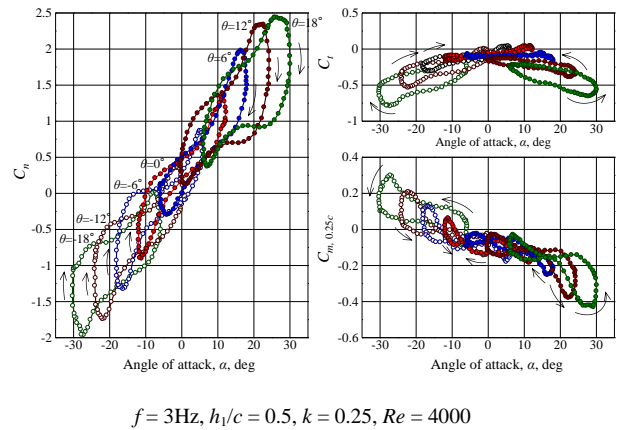 2.5
2
1.5
1
0.5
0
-0.5
-1
-1.5
-2
C_n
θ=12°
θ=18°
θ=6°
θ=0°
θ=-6°
θ=-12°
θ=-18°
-30 -20 -10 0 10 20 30
Angle of attack, α, deg
0.5
0
-0.5
-1
C_t
-30 -20 -10 0 10 20 30
Angle of attack, α, deg
0.4
0.2
0
-0.2
-0.4
-0.6
C_m, 0.25c
-30 -20 -10 0 10 20 30
Angle of attack, α, deg
f = 3Hz, h₁/c = 0.5, k = 0.25, Re = 4000